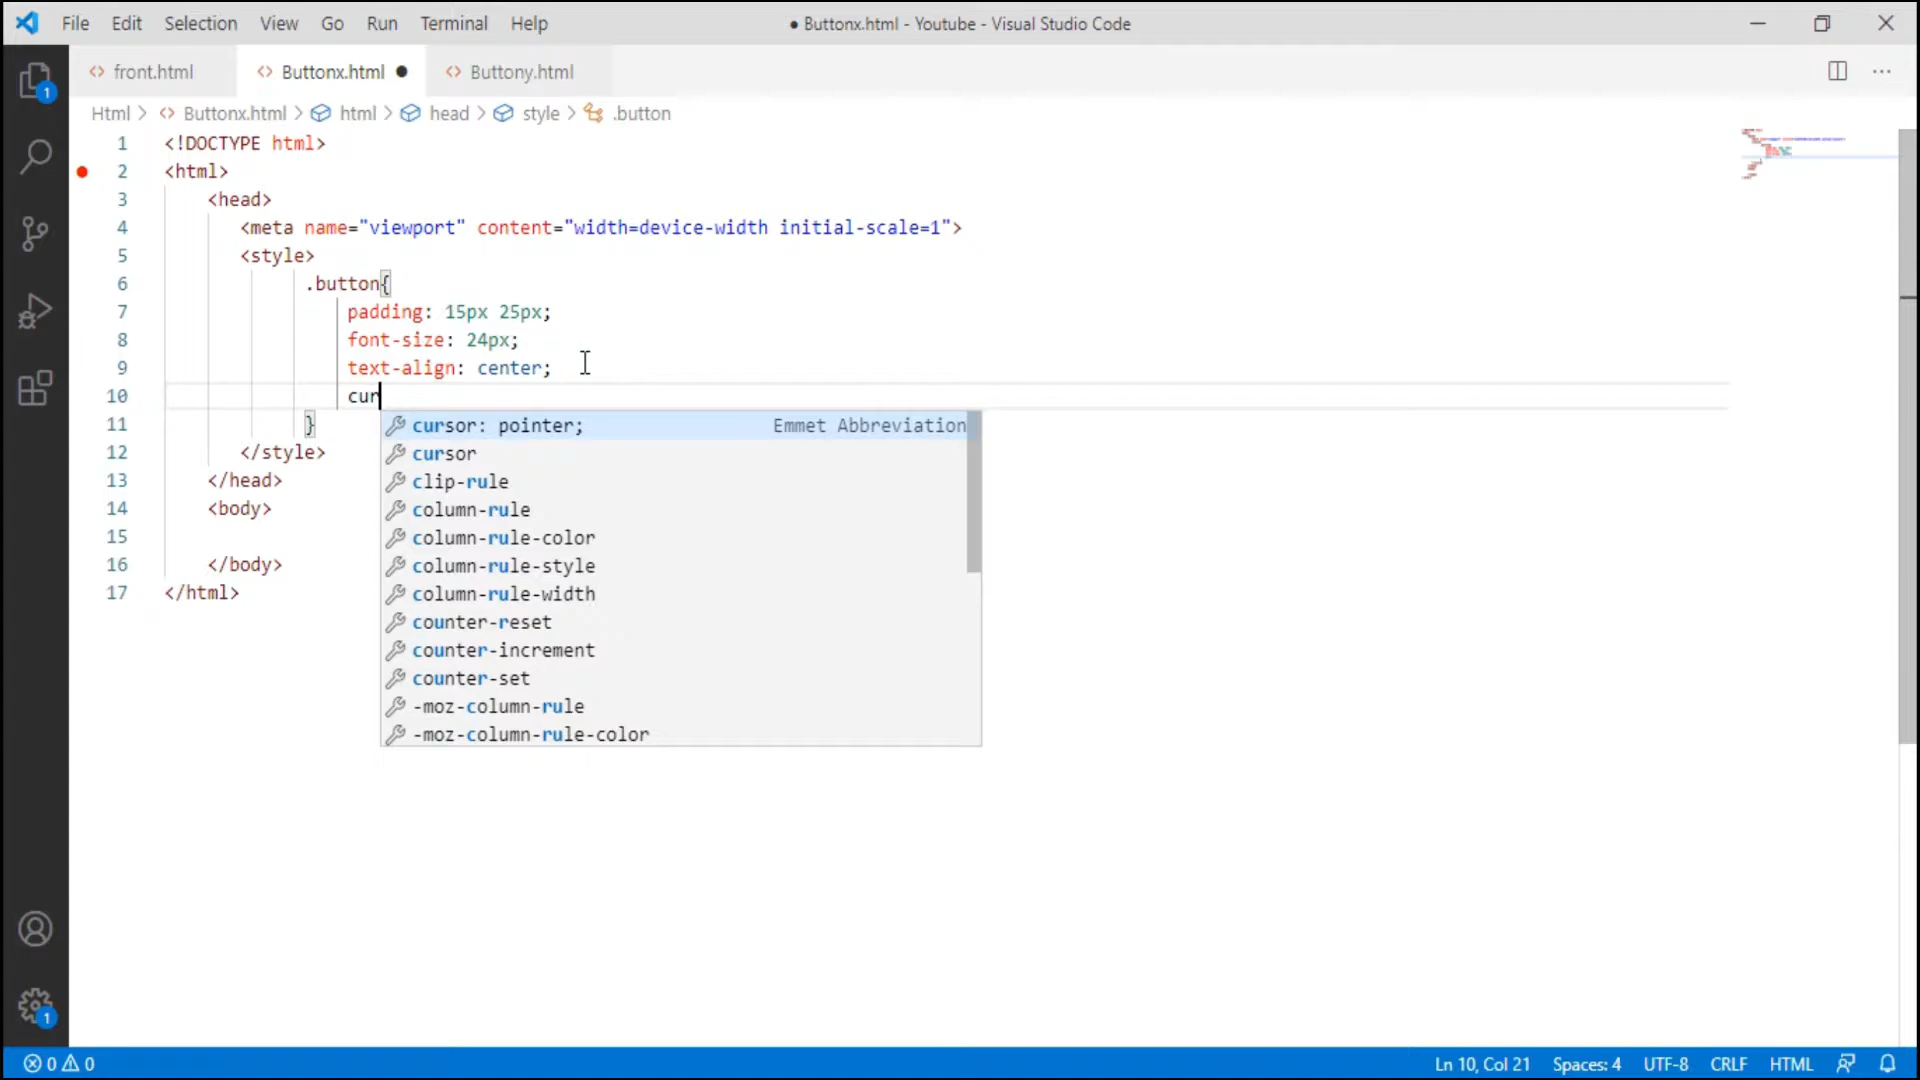 File Edit Selection View Go Run Terminal Help
● Buttonx.html - Youtube - Visual Studio Code
front.html
Buttonx.html ●
Buttony.html
Html > Buttonx.html > html > head > style > .button
1 <!DOCTYPE html>
2 <html>
3 <head>
4 <meta name="viewport" content="width=device-width initial-scale=1">
5 <style>
6 .button{
7 padding: 15px 25px;
8 font-size: 24px;
9 text-align: center;
10 cur
11 }
12 </style>
13 </head>
14 <body>
15
16 </body>
17 </html>
cursor: pointer; Emmet Abbreviation
cursor
clip-rule
column-rule
column-rule-color
column-rule-style
column-rule-width
counter-reset
counter-increment
counter-set
-moz-column-rule
-moz-column-rule-color
1
1
0 0
Ln 10, Col 21 Spaces: 4 UTF-8 CRLF HTML